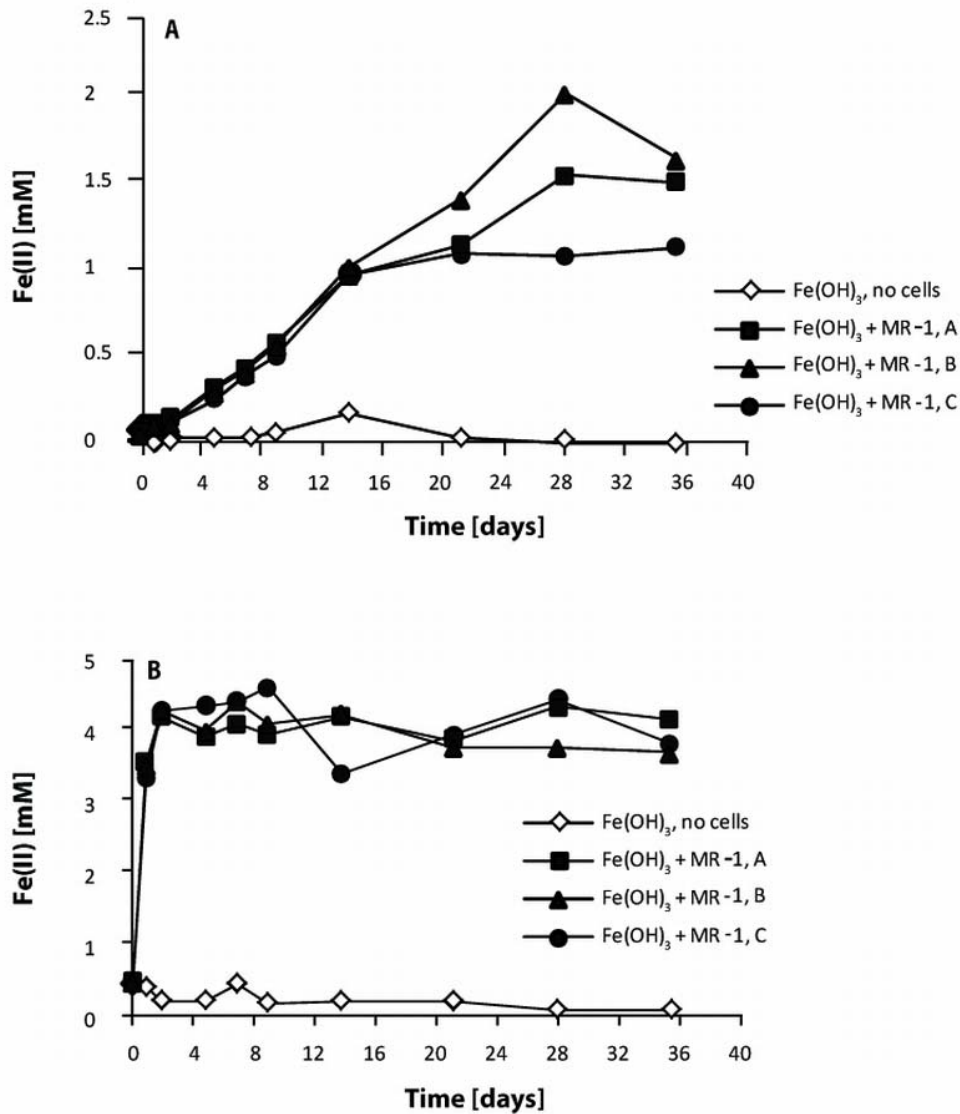 A
Fe(II) [mM]
2.5
2
1.5
1
0.5
0
0 4 8 12 16 20 24 28 32 36 40
Time [days]
Fe(OH)₃, no cells
Fe(OH)₃ + MR-1, A
Fe(OH)₃ + MR-1, B
Fe(OH)₃ + MR-1, C
B
Fe(II) [mM]
5
4
3
2
1
0
0 4 8 12 16 20 24 28 32 36 40
Time [days]
Fe(OH)₃, no cells
Fe(OH)₃ + MR-1, A
Fe(OH)₃ + MR-1, B
Fe(OH)₃ + MR-1, C